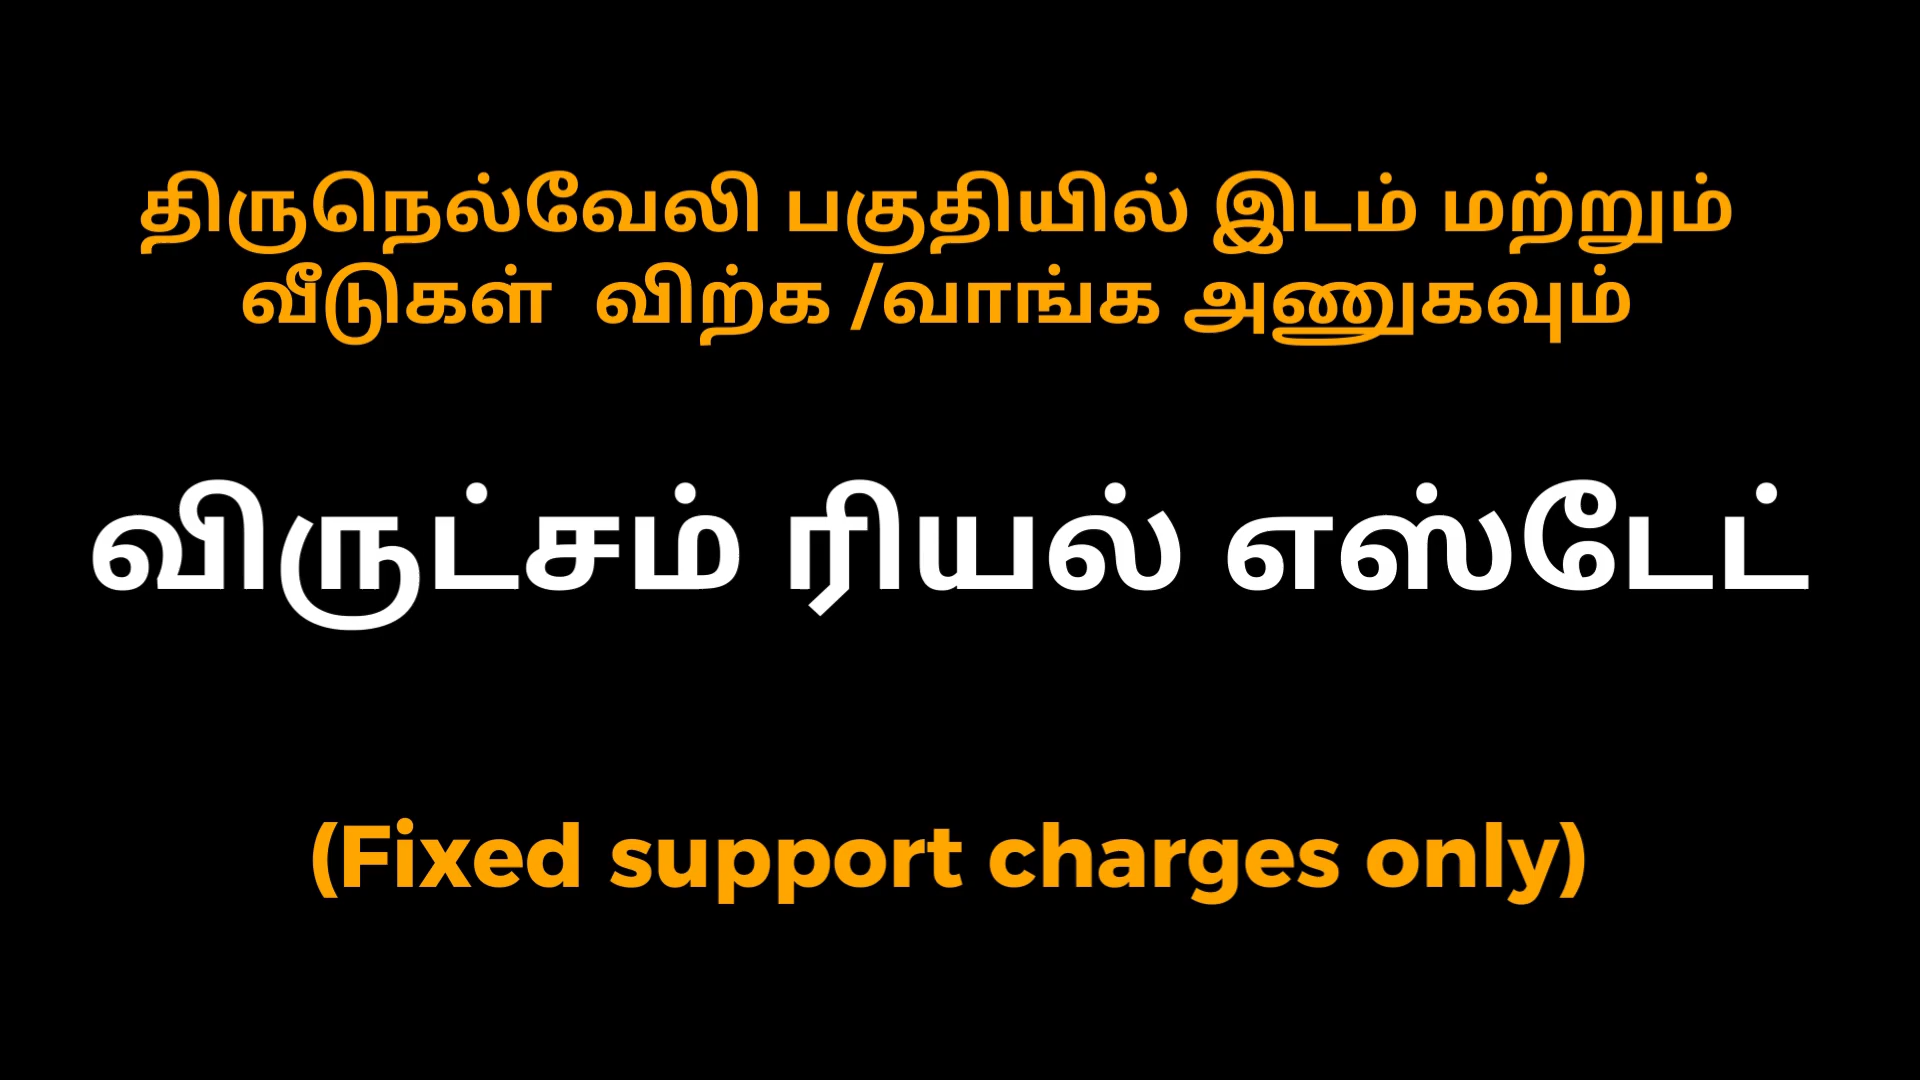 திருநெல்வேலி பகுதியில் இடம் மற்றும்
வீடுகள் விற்க /வாங்க அணுகவும்
விருட்சம் ரியல் எஸ்டேட்
(Fixed support charges only)